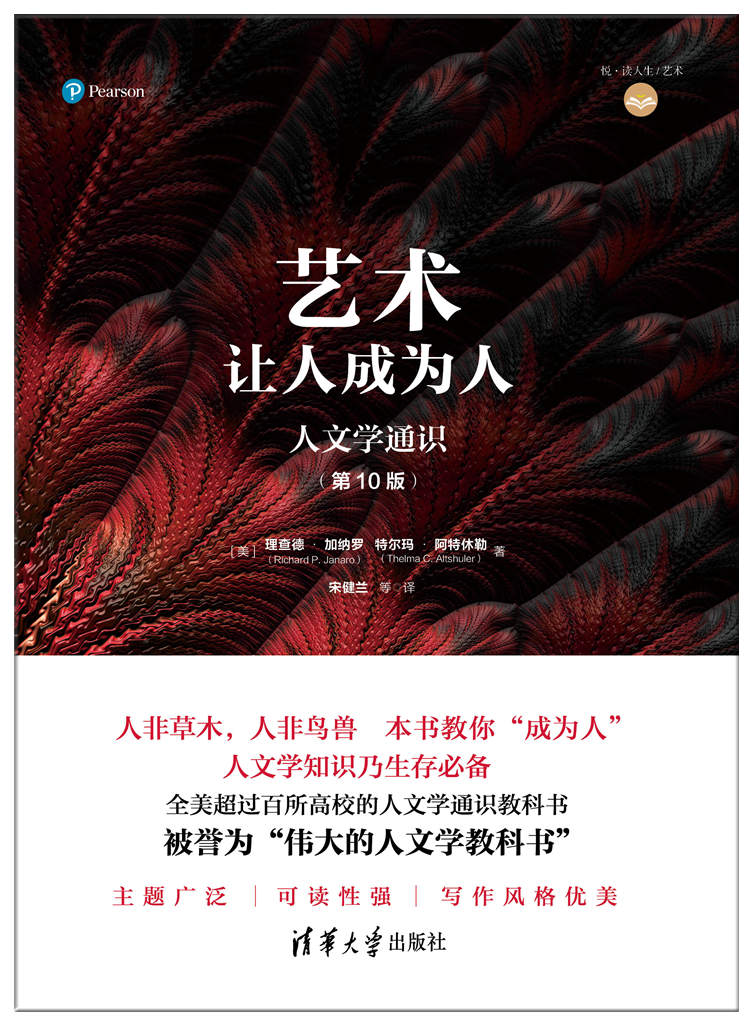 Pearson
悦·读人生/艺术
艺术
让人成为人
人文学通识
（第10版）
[美] 理查德·加纳罗 特尔玛·阿特休勒 著
（Richard P. Janaro） （Thelma C. Altshuler）
宋健兰 等 译
人非草木，人非鸟兽 本书教你“成为人”
人文学知识乃生存必备
全美超过百所高校的人文学通识教科书
被誉为“伟大的人文学教科书”
主题广泛 | 可读性强 | 写作风格优美
清华大学出版社